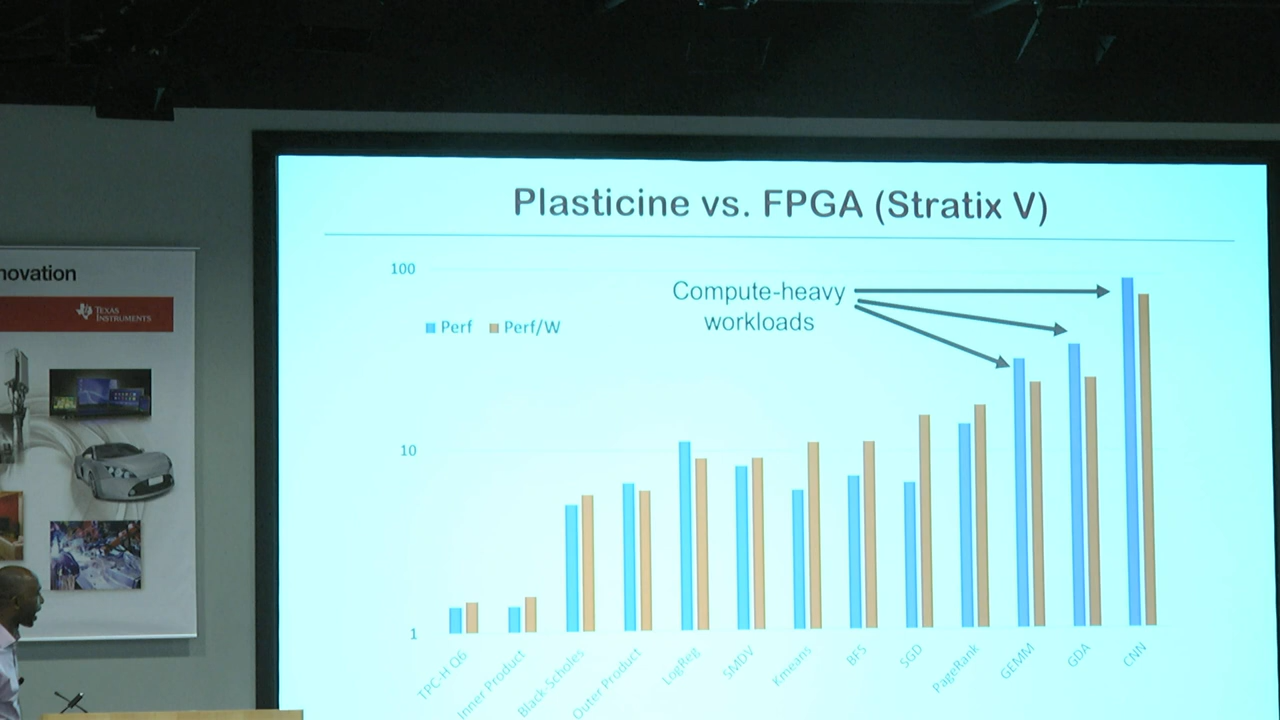 Plasticine vs. FPGA (Stratix V)
novation
TEXAS
INSTRUMENTS
100
Compute-heavy
workloads
Perf Perf/W
10
1
TPC-H Q6
Inner Product
Black Scholes
Outer Product
LogReg
SMDV
Kmeans
BFS
SGD
PageRank
GEMM
GDA
CNN